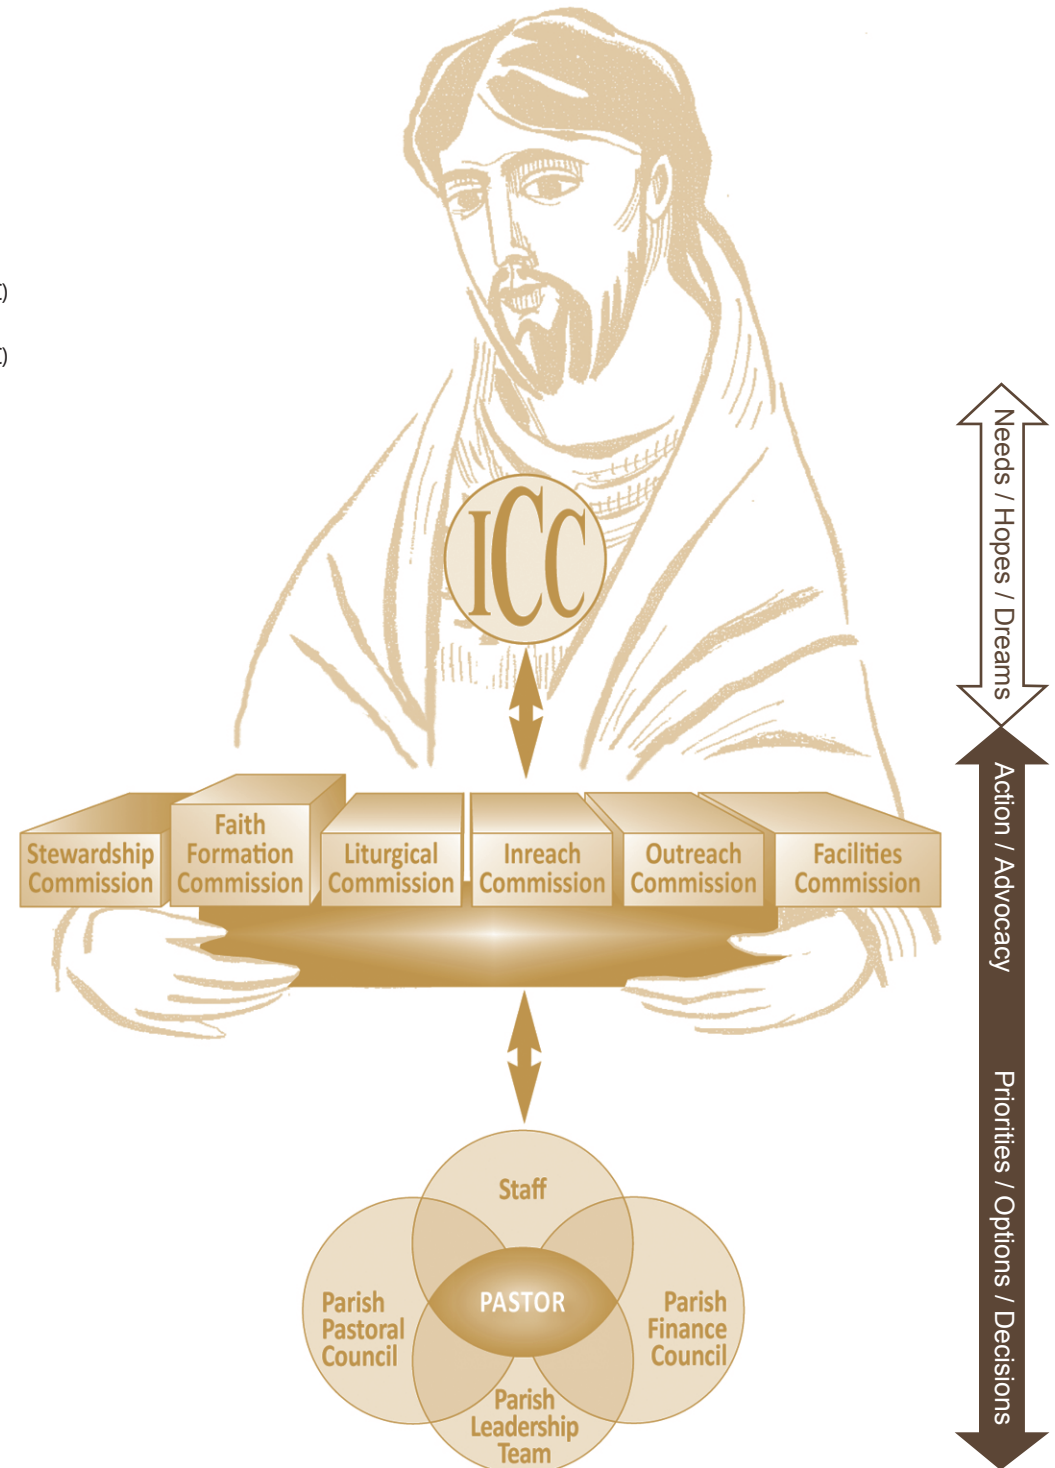 ICC
Needs / Hopes / Dreams
Stewardship
Commission
Faith
Formation
Commission
Liturgical
Commission
Inreach
Commission
Outreach
Commission
Facilities
Commission
Action / Advocacy
Priorities / Options / Decisions
Staff
Parish
Pastoral
Council
PASTOR
Parish
Finance
Council
Parish
Leadership
Team